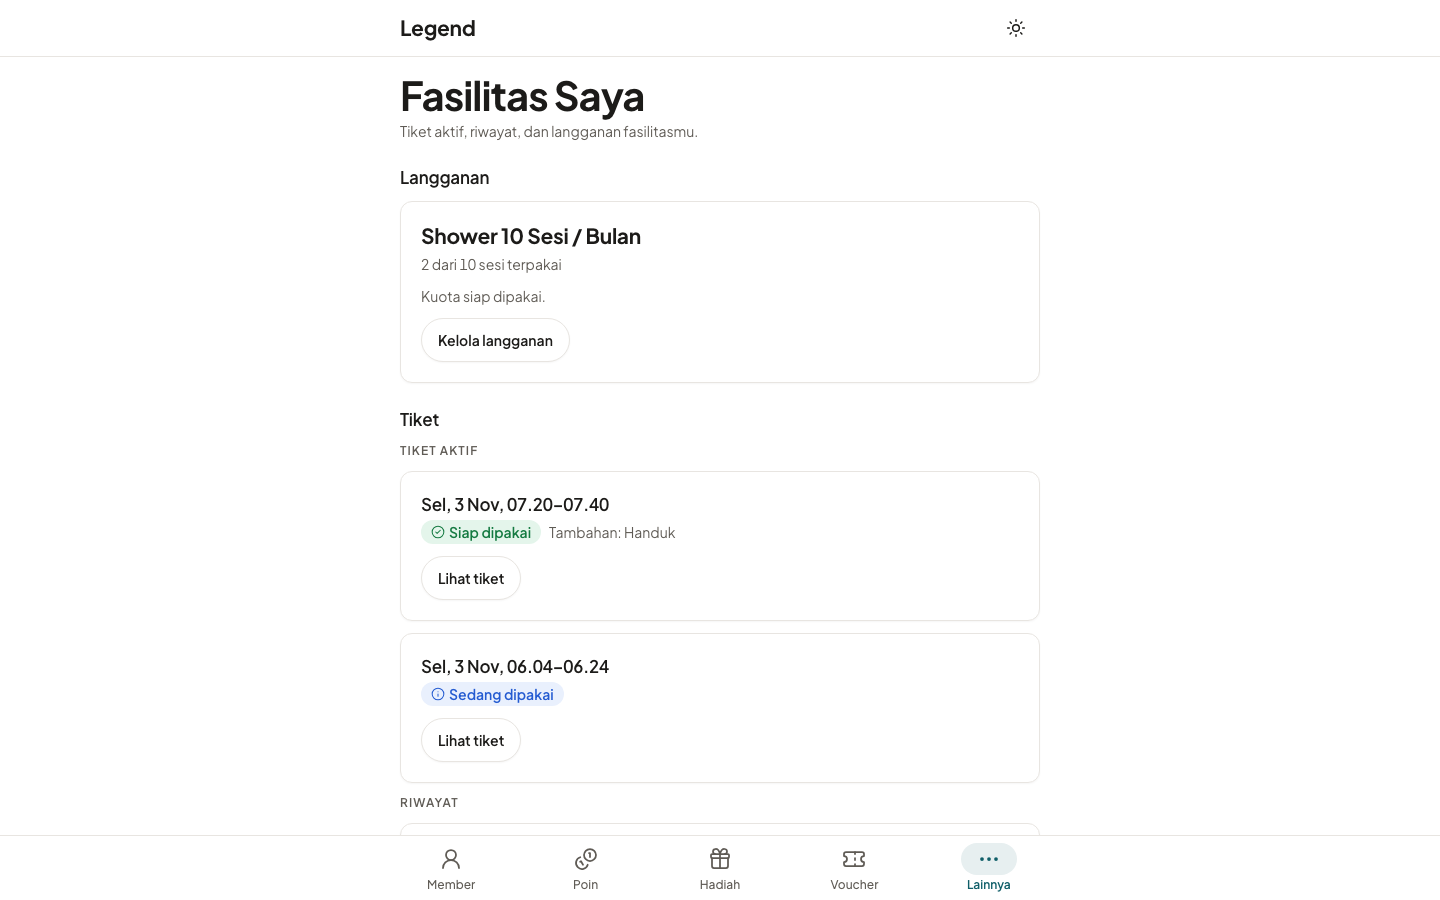 Legend
Fasilitas Saya
Tiket aktif, riwayat, dan langganan fasilitasmu.
Langganan
Shower 10 Sesi / Bulan
2 dari 10 sesi terpakai
Kuota siap dipakai.
Kelola langganan
Tiket
TIKET AKTIF
Sel, 3 Nov, 07.20–07.40
Siap dipakai Tambahan: Handuk
Lihat tiket
Sel, 3 Nov, 06.04–06.24
Sedang dipakai
Lihat tiket
RIWAYAT
Member Poin Hadiah Voucher Lainnya